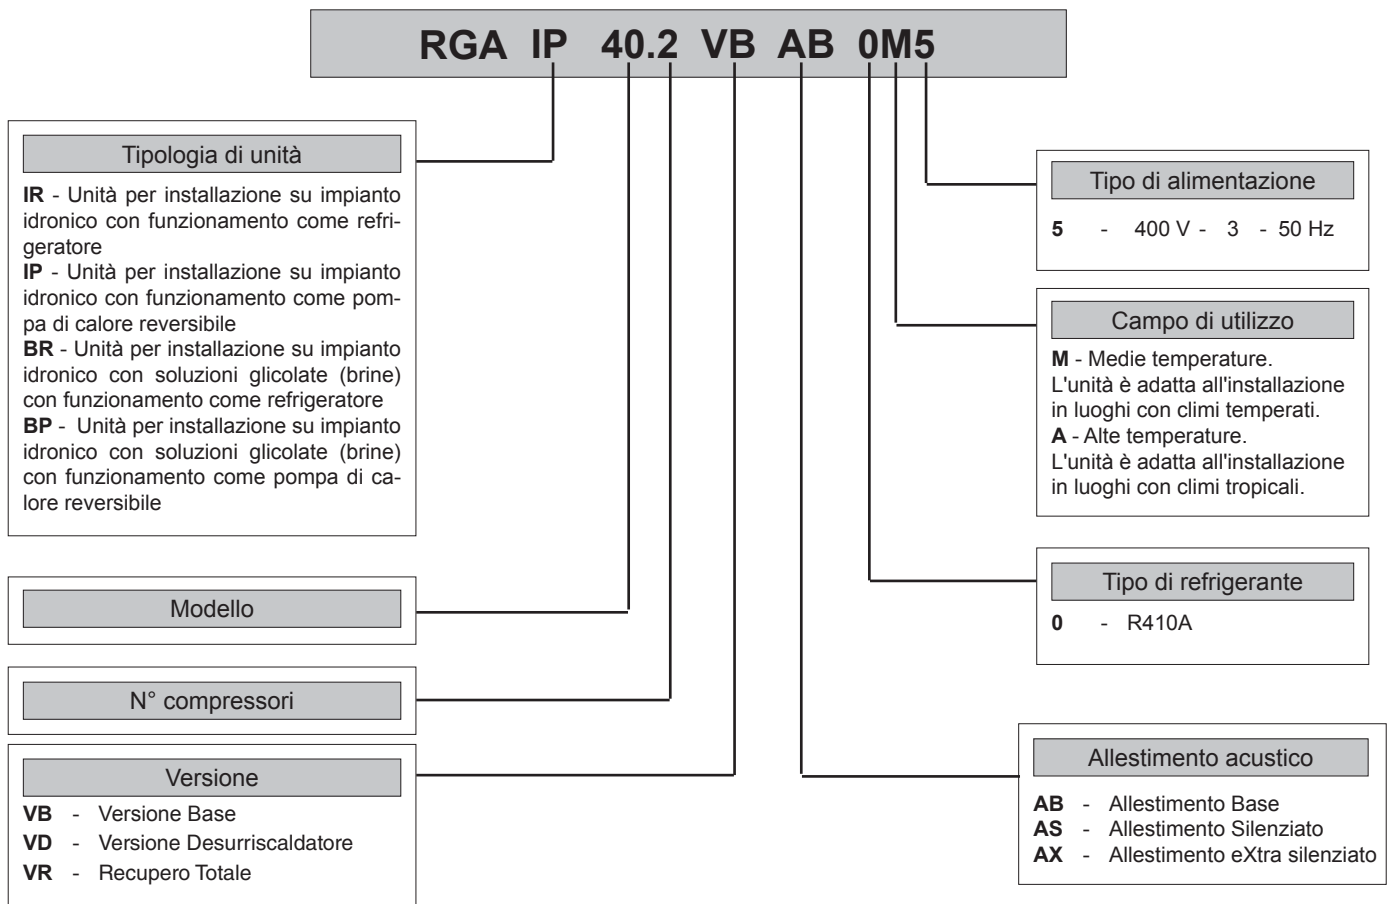 RGA IP 40.2 VB AB 0M5
Tipologia di unità
IR - Unità per installazione su impianto
idronico con funzionamento come refri-
geratore
IP - Unità per installazione su impianto
idronico con funzionamento come pom-
pa di calore reversibile
BR - Unità per installazione su impianto
idronico con soluzioni glicolate (brine)
con funzionamento come refrigeratore
BP - Unità per installazione su impianto
idronico con soluzioni glicolate (brine)
con funzionamento come pompa di ca-
lore reversibile
Modello
N° compressori
Versione
VB - Versione Base
VD - Versione Desurriscaldatore
VR - Recupero Totale
Tipo di alimentazione
5 - 400 V - 3 - 50 Hz
Campo di utilizzo
M - Medie temperature.
L'unità è adatta all'installazione
in luoghi con climi temperati.
A - Alte temperature.
L'unità è adatta all'installazione
in luoghi con climi tropicali.
Tipo di refrigerante
0 - R410A
Allestimento acustico
AB - Allestimento Base
AS - Allestimento Silenziato
AX - Allestimento eXtra silenziato